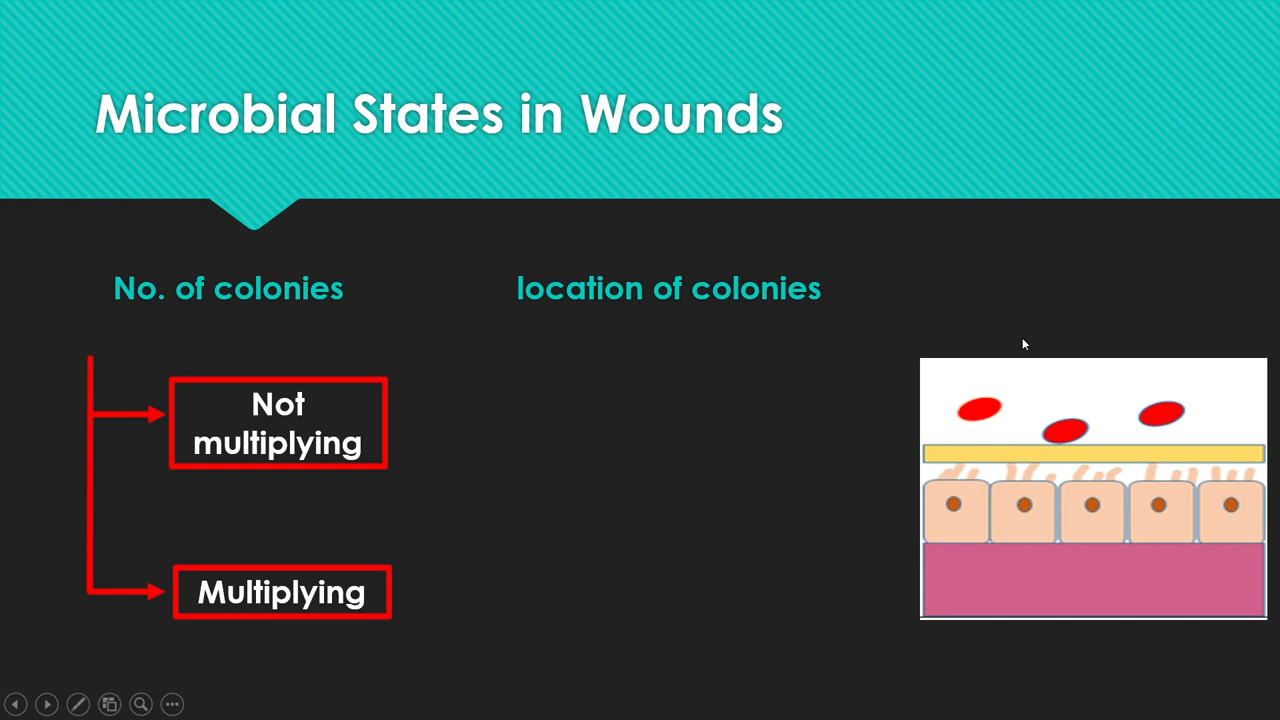 Microbial States in Wounds
No. of colonies
location of colonies
Not
multiplying
Multiplying